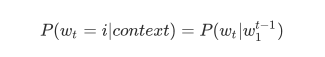 $P(w_t = i|context) = P(w_t|w_1^{t-1})$